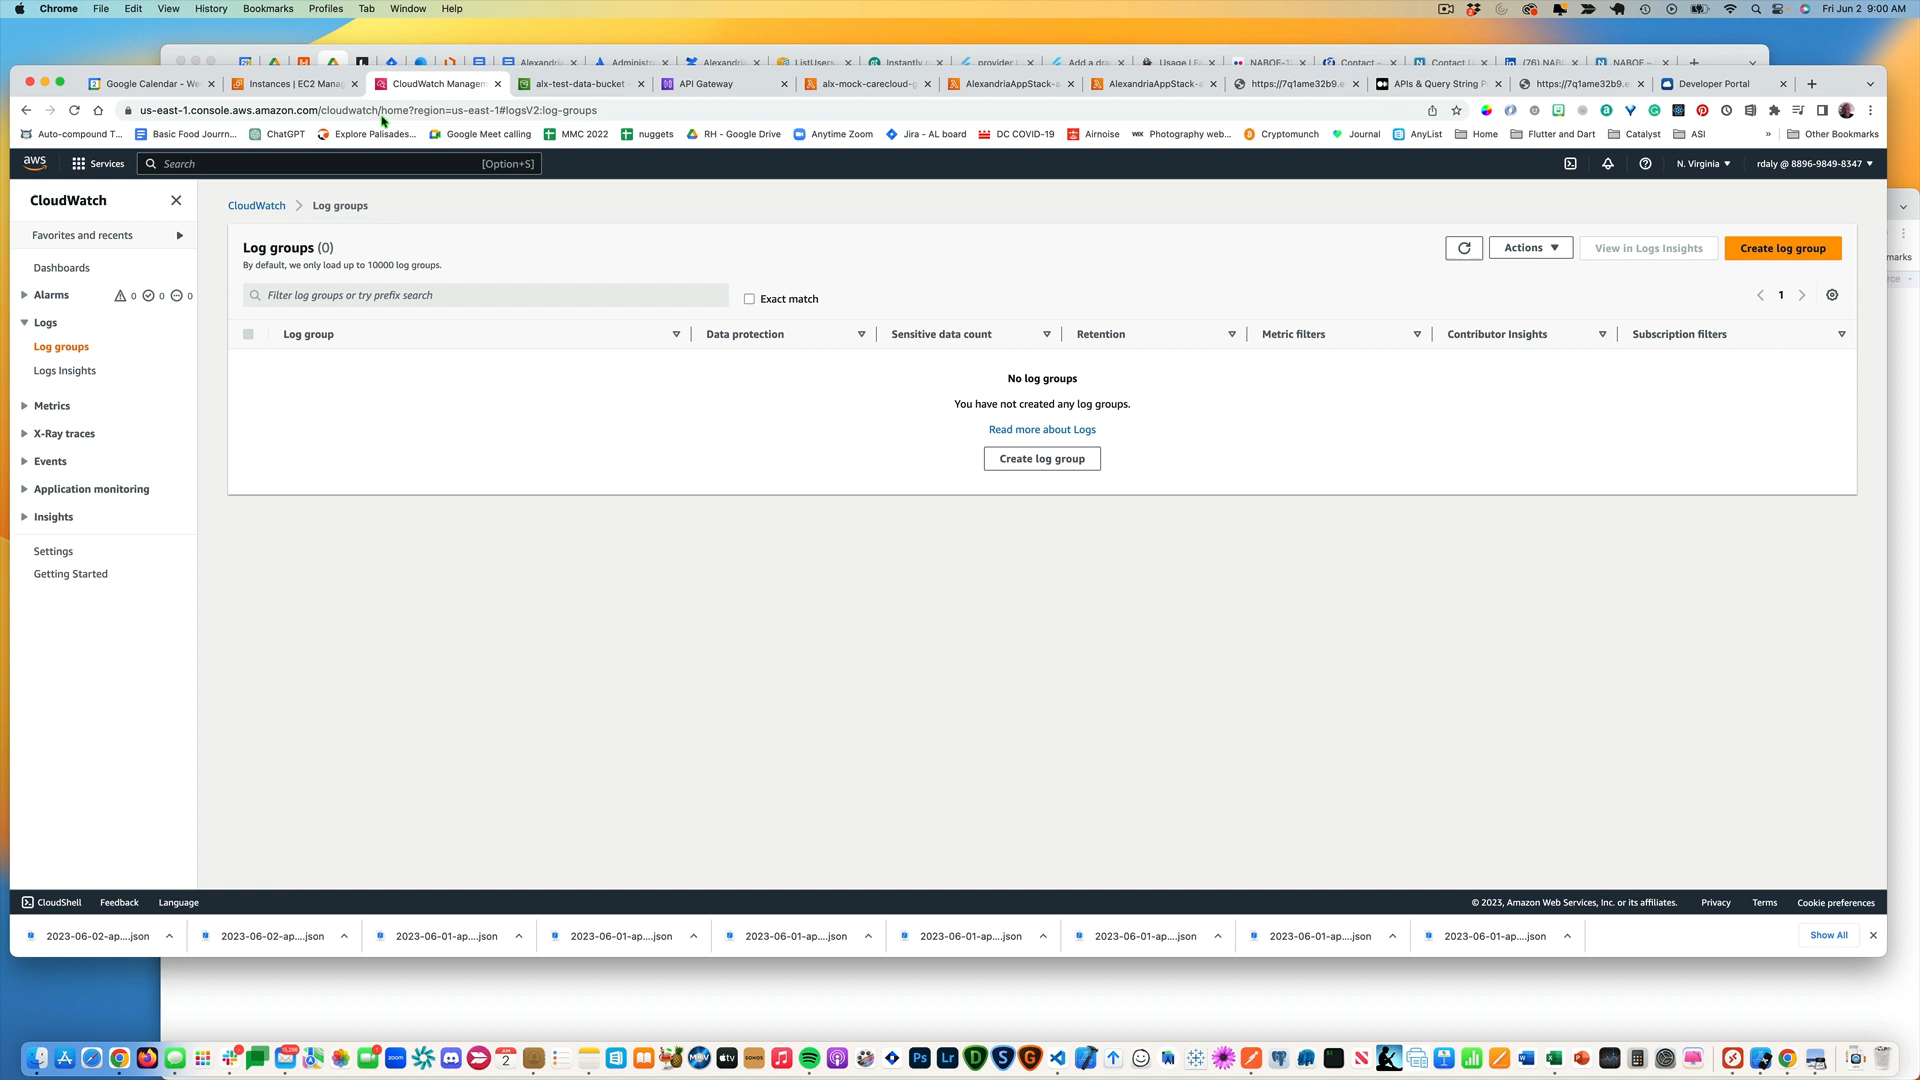 Chrome File Edit View History Bookmarks Profiles Tab Window Help
Fri Jun 2 9:00 AM
Google Calendar - We
Instances | EC2 Manag
CloudWatch Managem
alx-test-data-bucket
API Gateway
alx-mock-carecloud-g
AlexandriaAppStack-a
AlexandriaAppStack-a
https://7q1ame32b9.e
APIs & Query String P
https://7q1ame32b9.e
Developer Portal
us-east-1.console.aws.amazon.com/cloudwatch/home?region=us-east-1#logsV2:log-groups
Auto-compound T...
Basic Food Journ...
ChatGPT
Explore Palisades...
Google Meet calling
MMC 2022
nuggets
RH - Google Drive
Anytime Zoom
Jira - AL board
DC COVID-19
Airnoise
Photography web...
Cryptomunch
Journal
AnyList
Home
Flutter and Dart
Catalyst
ASI
»
Other Bookmarks
aws
Services
Search
[Option+S]
N. Virginia
rdaly @ 8896-9849-8347
CloudWatch
Favorites and recents
Dashboards
Alarms 0 0 0
Logs
Log groups
Logs Insights
Metrics
X-Ray traces
Events
Application monitoring
Insights
Settings
Getting Started
CloudWatch > Log groups
Log groups (0)
By default, we only load up to 10000 log groups.
Actions
View in Logs Insights
Create log group
Filter log groups or try prefix search
Exact match
1
Log group
Data protection
Sensitive data count
Retention
Metric filters
Contributor Insights
Subscription filters
No log groups
You have not created any log groups.
Read more about Logs
Create log group
CloudShell
Feedback
Language
© 2023, Amazon Web Services, Inc. or its affiliates.
Privacy
Terms
Cookie preferences
2023-06-02-ap....json
2023-06-02-ap....json
2023-06-01-ap....json
2023-06-01-ap....json
2023-06-01-ap....json
2023-06-01-ap....json
2023-06-01-ap....json
2023-06-01-ap....json
2023-06-01-ap....json
Show All